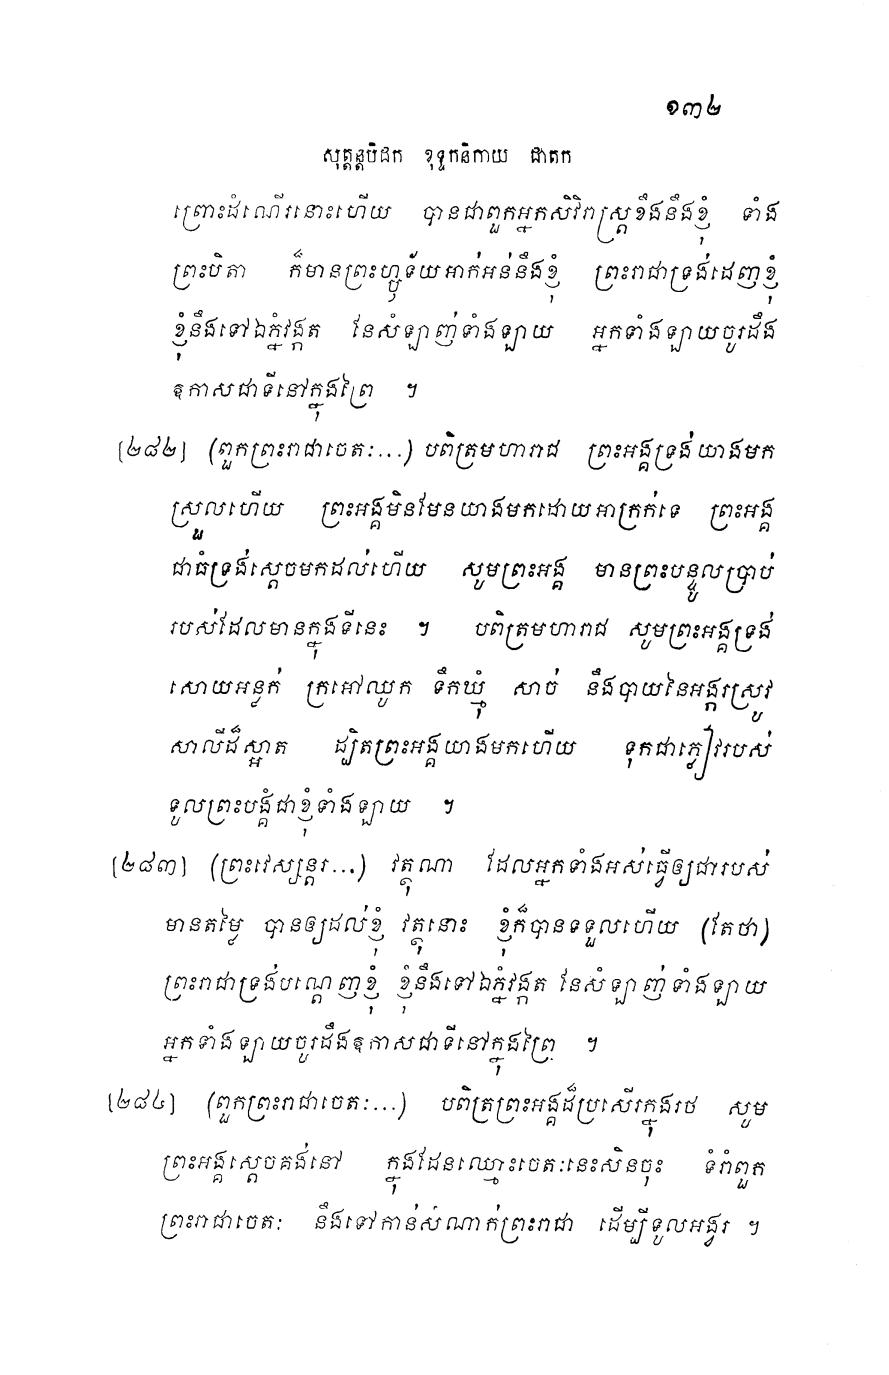 ១៣២
សុត្តន្តបិដក ខុទ្ទកនិកាយ ជាតក
ព្រោះដំណើរនោះហើយ បានជាពួកអ្នកសិវិរាស្ត្រខឹងនឹងខ្ញុំ ទាំង
ព្រះបិតា ក៏មានព្រះហ្ឫទ័យអាក់អន់នឹងខ្ញុំ ព្រះរាជាទ្រង់ដេញខ្ញុំ
ខ្ញុំនឹងទៅឯភ្នំវង្កត នែសំឡាញ់ទាំងឡាយ អ្នកទាំងឡាយចូរដឹង
ឱកាសជាទីនៅក្នុងព្រៃ ។
[២៨២] (ពួកព្រះរាជាចេតៈ...) បពិត្រមហារាជ ព្រះអង្គទ្រង់យាងមក
ស្រួលហើយ ព្រះអង្គមិនមែនយាងមកដោយអាក្រក់ទេ ព្រះអង្គ
ជាធំទ្រង់ស្តេចមកដល់ហើយ សូមព្រះអង្គ មានព្រះបន្ទូលប្រាប់
របស់ដែលមានក្នុងទីនេះ ។ បពិត្រមហារាជ សូមព្រះអង្គទ្រង់
សោយអន្លក់ ក្រអៅឈូក ទឹកឃ្មុំ សាច់ នឹងបាយនៃអង្ករស្រូវ
សាលីដ៏ស្អាត ដ្បិតព្រះអង្គយាងមកហើយ ទុកជាភ្ញៀវរបស់
ទូលព្រះបង្គំជាខ្ញុំទាំងឡាយ ។
[២៨៣] (ព្រះវេស្សន្តរ...) វត្ថុណា ដែលអ្នកទាំងអស់ធ្វើឲ្យជារបស់
មានតម្លៃ បានឲ្យដល់ខ្ញុំ វត្ថុនោះ ខ្ញុំក៏បានទទួលហើយ (តែថា)
ព្រះរាជាទ្រង់បណ្តេញខ្ញុំ ខ្ញុំនឹងទៅឯភ្នំវង្កត នែសំឡាញ់ទាំងឡាយ
អ្នកទាំងឡាយចូរដឹងឱកាសជាទីនៅក្នុងព្រៃ ។
[២៨៤] (ពួកព្រះរាជាចេតៈ...) បពិត្រព្រះអង្គដ៏ប្រសើរក្នុងរថ សូម
ព្រះអង្គស្តេចគង់នៅ ក្នុងដែនឈ្មោះចេតៈនេះសិនចុះ ទំរាំពួក
ព្រះរាជាចេតៈ នឹងទៅកាន់សំណាក់ព្រះរាជា ដើម្បីទូលអង្វរ ។